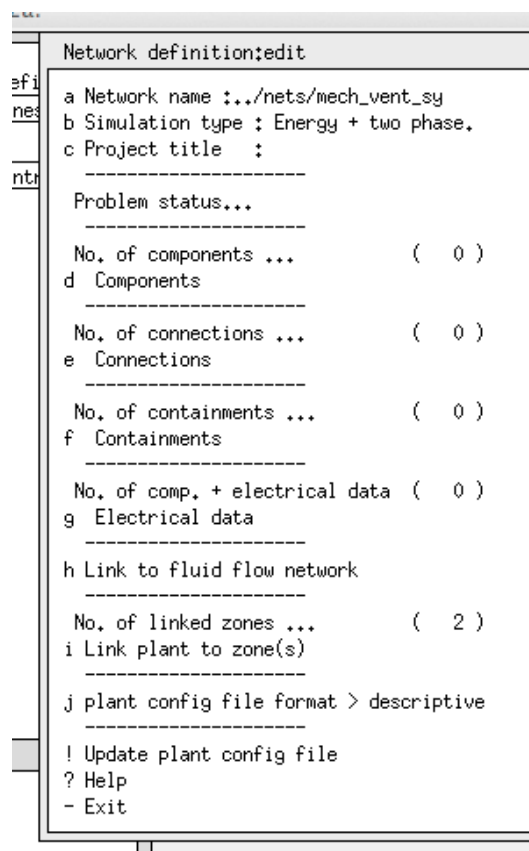 Network definition:edit
a Network name :../nets/mech_vent_sy
b Simulation type : Energy + two phase.
c Project title   :
----------------------
Problem status...
----------------------
No. of components ...            (   0 )
d  Components
----------------------
No. of connections ...           (   0 )
e  Connections
----------------------
No. of containments ...          (   0 )
f  Containments
----------------------
No. of comp. + electrical data  (   0 )
g  Electrical data
----------------------
h Link to fluid flow network
----------------------
No. of linked zones ...          (   2 )
i Link plant to zone(s)
----------------------
j plant config file format > descriptive
----------------------
! Update plant config file
? Help
- Exit